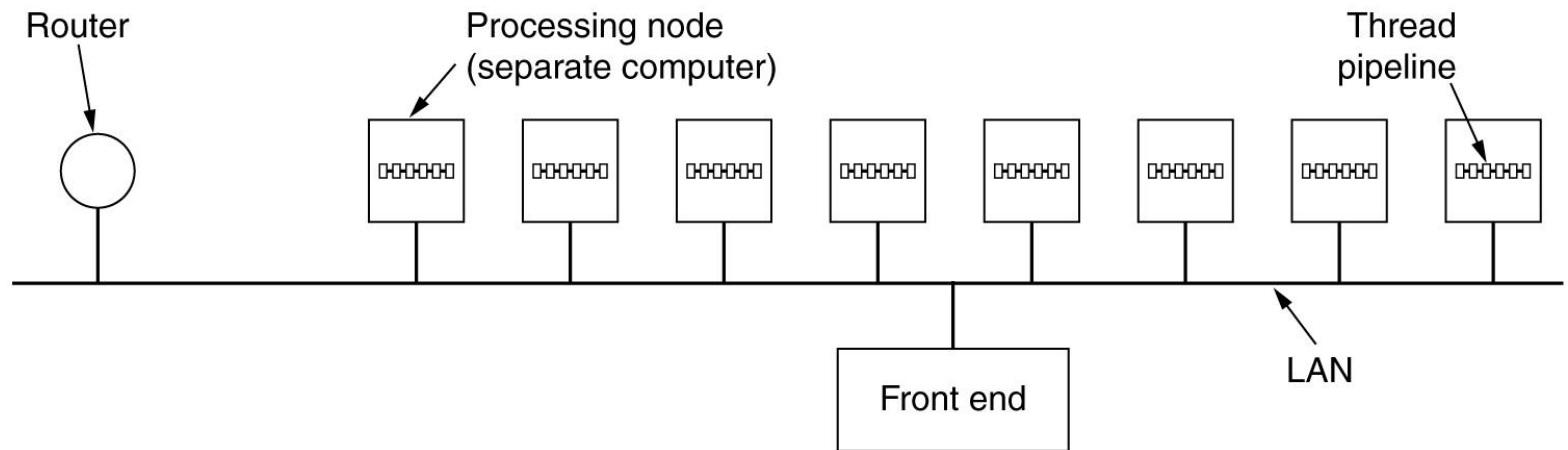 Router
Processing node
(separate computer)
Thread
pipeline
LAN
Front end